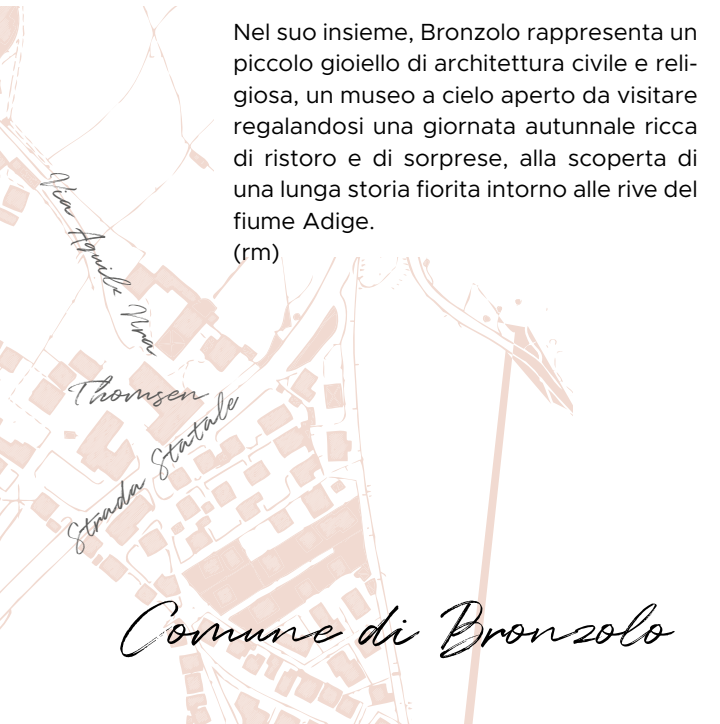 Nel suo insieme, Bronzolo rappresenta un
piccolo gioiello di architettura civile e reli-
giosa, un museo a cielo aperto da visitare
regalandosi una giornata autunnale ricca
di ristoro e di sorprese, alla scoperta di
una lunga storia fiorita intorno alle rive del
fiume Adige.
(rm)
Via Aquila Nra
Thomsen
Strada Statale
Comune di Bronzolo